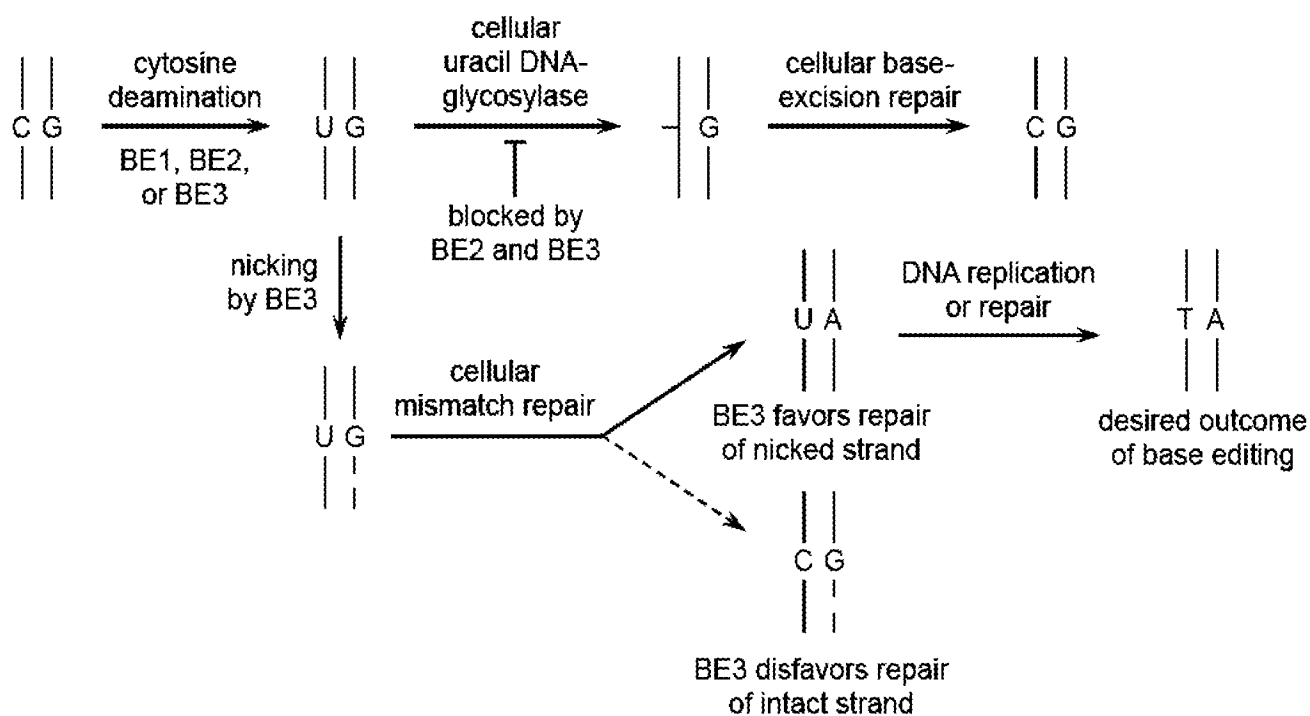 cytosine
deamination
C G
BE1, BE2,
or BE3
U G
cellular
uracil DNA-
glycosylase
blocked by
BE2 and BE3
G
cellular base-
excision repair
C G
nicking
by BE3
U G
cellular
mismatch repair
U A
BE3 favors repair
of nicked strand
DNA replication
or repair
T A
desired outcome
of base editing
C G
BE3 disfavors repair
of intact strand